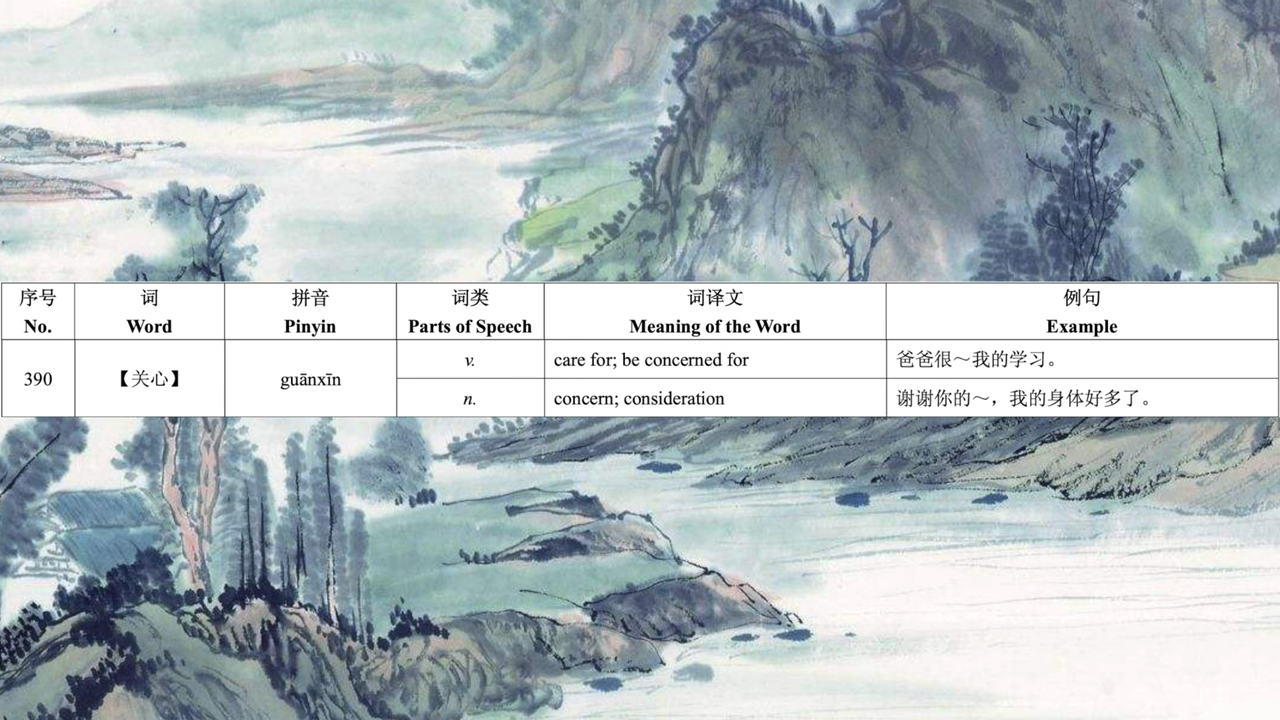 序号 词 拼音 词类 词译文 例句
No. Word Pinyin Parts of Speech Meaning of the Word Example
390 【关心】 guānxīn v. care for; be concerned for 爸爸很～我的学习。
n. concern; consideration 谢谢你的～，我的身体好多了。